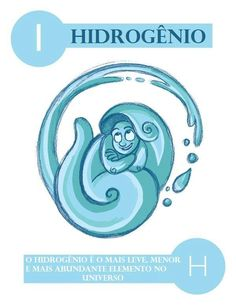 1
HIDROGÊNIO
O HIDROGÊNIO É O MAIS LEVE, MENOR
E MAIS ABUNDANTE ELEMENTO NO
UNIVERSO
H